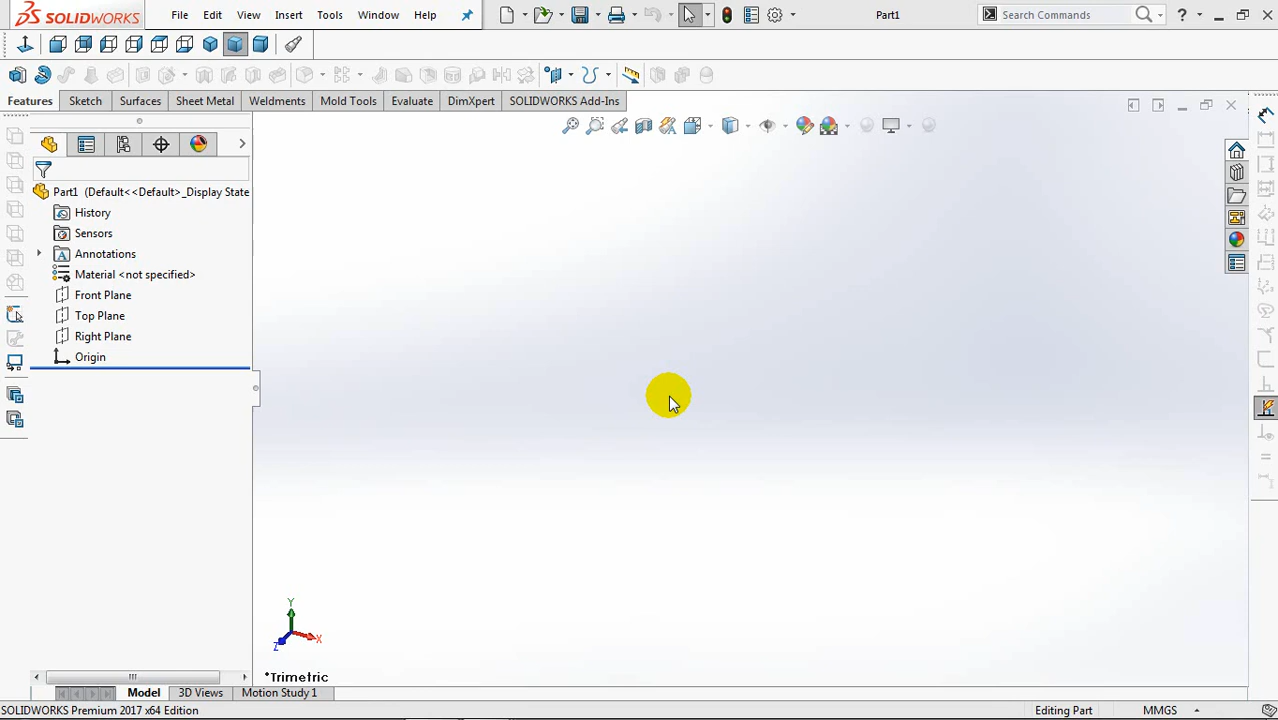 SOLIDWORKS File Edit View Insert Tools Window Help Part1 Search Commands ?
Features Sketch Surfaces Sheet Metal Weldments Mold Tools Evaluate DimXpert SOLIDWORKS Add-Ins
Part1 (Default<<Default>_Display State
History
Sensors
A Annotations
Material <not specified>
Front Plane
Top Plane
Right Plane
Origin
Y
X
Z
*Trimetric
Model 3D Views Motion Study 1
SOLIDWORKS Premium 2017 x64 Edition Editing Part MMGS